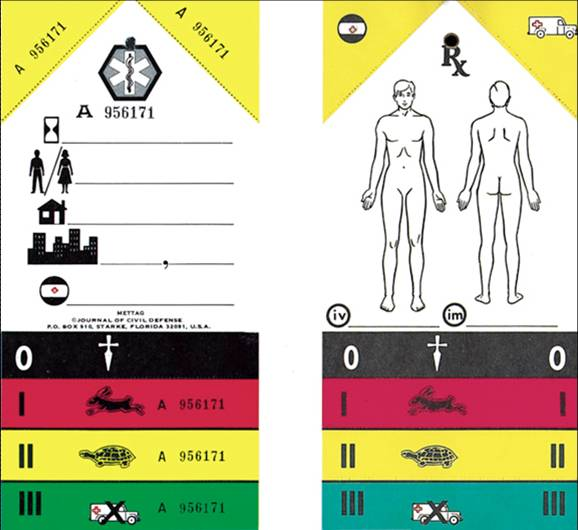 A 956171
A 956171
A 956171
,
METTAG
©JOURNAL OF CIVIL DEFENSE
P.O. BOX 910, STARKE, FLORIDA 32091, U.S.A.
0
I A 956171
II A 956171
III X A 956171
Rx
iv im
0 0
I I
II II
III X III